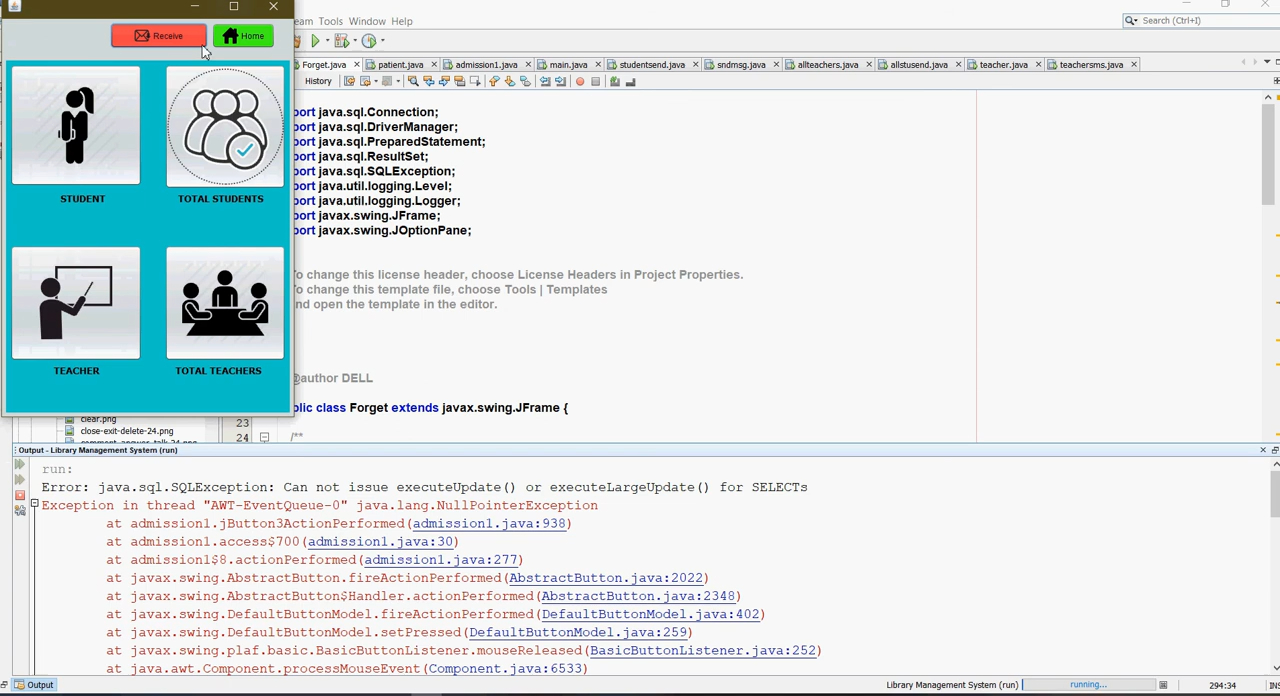 Receive
Home
STUDENT
TOTAL STUDENTS
TEACHER
TOTAL TEACHERS
eam Tools Window Help
Search (Ctrl+I)
Forget.java
patient.java
admission1.java
main.java
studentsend.java
sndmsg.java
allteachers.java
allstusend.java
teacher.java
teachersms.java
History
port java.sql.Connection;
port java.sql.DriverManager;
port java.sql.PreparedStatement;
port java.sql.ResultSet;
port java.sql.SQLException;
port java.util.logging.Level;
port java.util.logging.Logger;
port javax.swing.JFrame;
port javax.swing.JOptionPane;
To change this license header, choose License Headers in Project Properties.
To change this template file, choose Tools | Templates
nd open the template in the editor.
@author DELL
blic class Forget extends javax.swing.JFrame {
23
24 /**
clear.png
close-exit-delete-24.png
comment_answer_talk-24.png
Output - Library Management System (run)
run:
Error: java.sql.SQLException: Can not issue executeUpdate() or executeLargeUpdate() for SELECTs
Exception in thread "AWT-EventQueue-0" java.lang.NullPointerException
at admission1.jButton3ActionPerformed(admission1.java:938)
at admission1.access$700(admission1.java:30)
at admission1$8.actionPerformed(admission1.java:277)
at javax.swing.AbstractButton.fireActionPerformed(AbstractButton.java:2022)
at javax.swing.AbstractButton$Handler.actionPerformed(AbstractButton.java:2348)
at javax.swing.DefaultButtonModel.fireActionPerformed(DefaultButtonModel.java:402)
at javax.swing.DefaultButtonModel.setPressed(DefaultButtonModel.java:259)
at javax.swing.plaf.basic.BasicButtonListener.mouseReleased(BasicButtonListener.java:252)
at java.awt.Component.processMouseEvent(Component.java:6533)
Output
Library Management System (run)
running...
294:34
INS